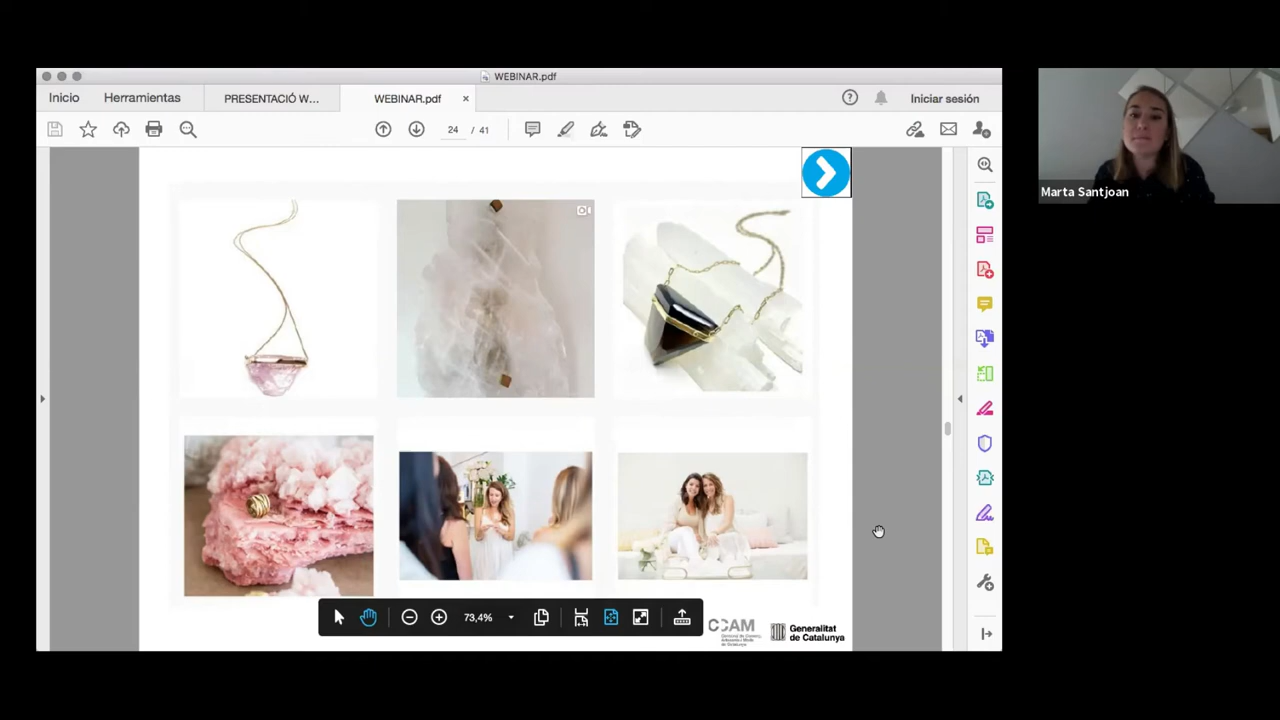 WEBINAR.pdf
Inicio
Herramientas
PRESENTACIÓ W...
WEBINAR.pdf
Iniciar sesión
24 / 41
Marta Santjoan
73,4%
CCAM
Generalitat
de Catalunya